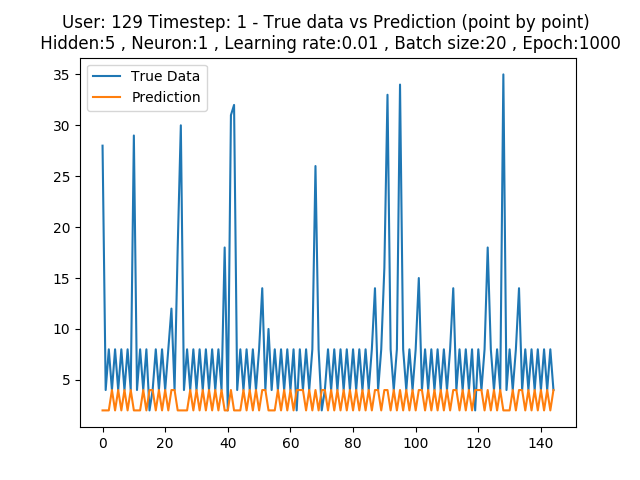 User: 129 Timestep: 1 - True data vs Prediction (point by point)
Hidden:5 , Neuron:1 , Learning rate:0.01 , Batch size:20 , Epoch:1000
True Data
Prediction
35
30
25
20
15
10
5
0 20 40 60 80 100 120 140